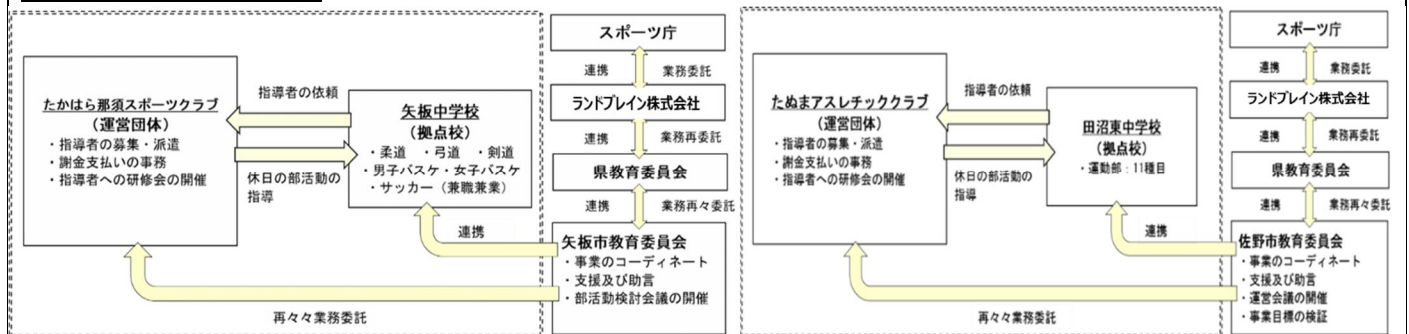 たかはら那須スポーツクラブ
（運営団体）
・指導者の募集・派遣
・謝金支払いの事務
・指導者への研修会の開催
指導者の依頼
休日の部活動の
指導
矢板中学校
（拠点校）
・柔道　・弓道　・剣道
・男子バスケ・女子バスケ
・サッカー（兼職兼業）
連携
再々々業務委託
スポーツ庁
連携　業務委託
ランドブレイン株式会社
連携　業務再委託
県教育委員会
連携　業務再々委託
矢板市教育委員会
・事業のコーディネート
・支援及び助言
・部活動検討会議の開催
たぬまアスレチッククラブ
（運営団体）
・指導者の募集・派遣
・謝金支払いの事務
・指導者への研修会の開催
指導者の依頼
休日の部活動の
指導
田沼東中学校
（拠点校）
・運動部：11種目
連携
再々々業務委託
スポーツ庁
連携　業務委託
ランドブレイン株式会社
連携　業務再委託
県教育委員会
連携　業務再々委託
佐野市教育委員会
・事業のコーディネート
・支援及び助言
・運営会議の開催
・事業目標の検証